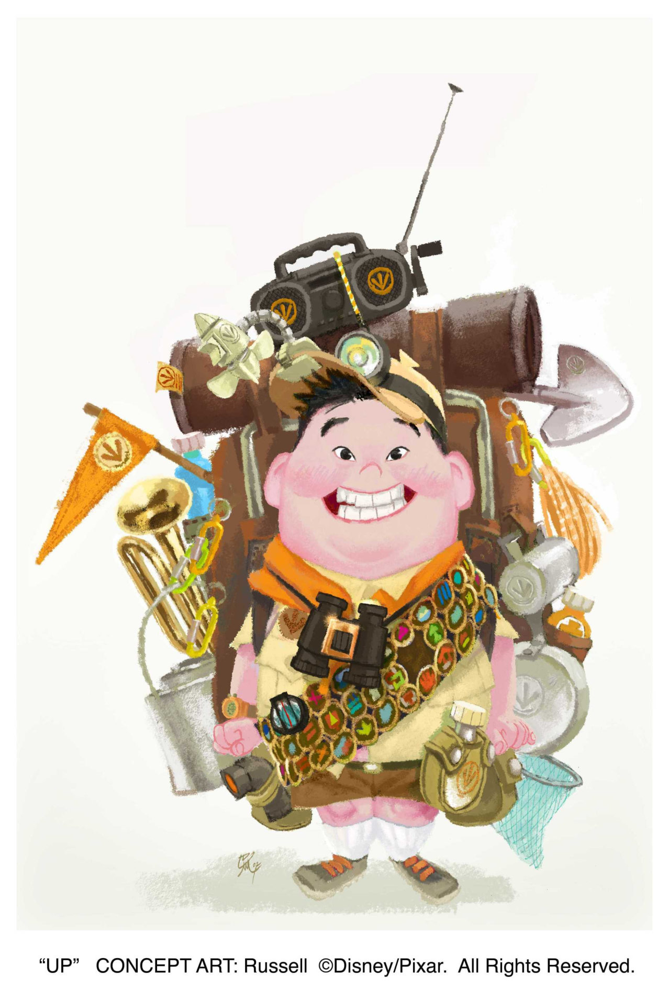 “UP” CONCEPT ART: Russell ©Disney/Pixar. All Rights Reserved.